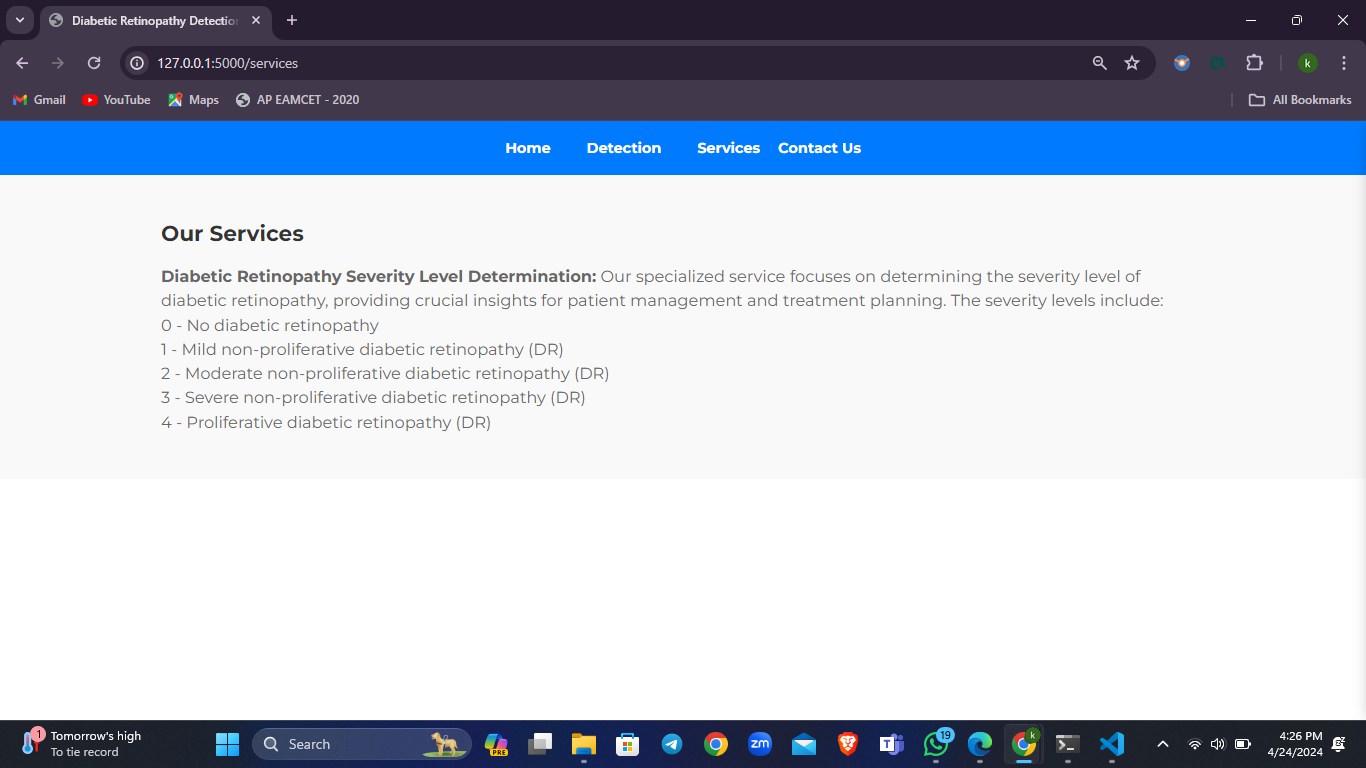 Diabetic Retinopathy Detectio
127.0.0.1:5000/services
k
Gmail YouTube Maps AP EAMCET - 2020 All Bookmarks
Home Detection Services Contact Us
Our Services
Diabetic Retinopathy Severity Level Determination: Our specialized service focuses on determining the severity level of
diabetic retinopathy, providing crucial insights for patient management and treatment planning. The severity levels include:
0 - No diabetic retinopathy
1 - Mild non-proliferative diabetic retinopathy (DR)
2 - Moderate non-proliferative diabetic retinopathy (DR)
3 - Severe non-proliferative diabetic retinopathy (DR)
4 - Proliferative diabetic retinopathy (DR)
1
Tomorrow's high
To tie record
Search
PRE
zm
T
19
k
4:26 PM
4/24/2024